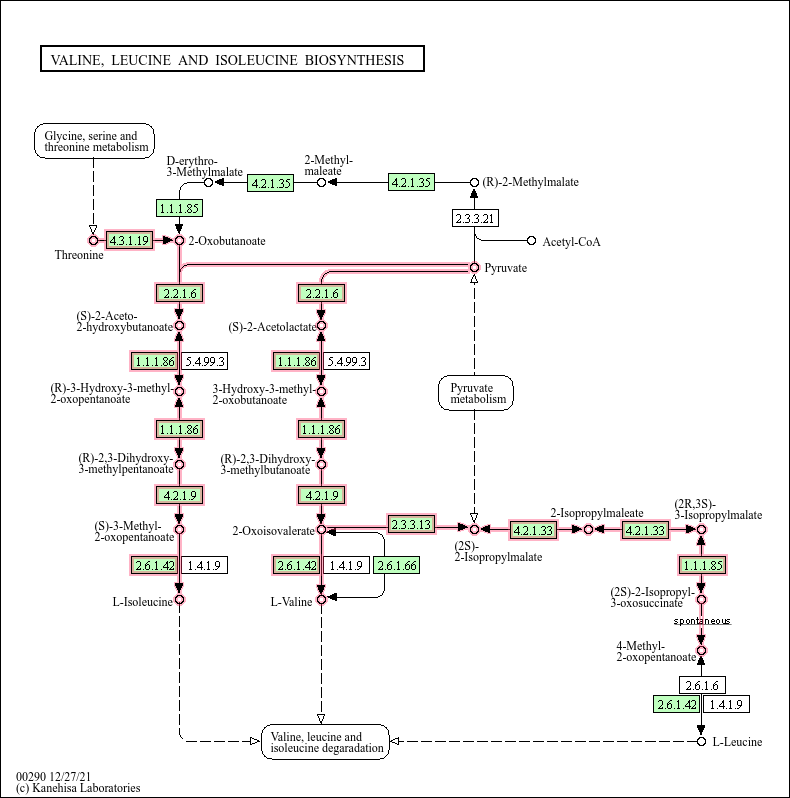 VALINE, LEUCINE AND ISOLEUCINE BIOSYNTHESIS
Glycine, serine and
threonine metabolism
D-erythro-
3-Methylmalate
2-Methyl-
maleate
4.2.1.35
4.2.1.35
(R)-2-Methylmalate
1.1.1.85
2.3.3.21
4.3.1.19
2-Oxobutanoate
Acetyl-CoA
Threonine
Pyruvate
2.2.1.6
2.2.1.6
(S)-2-Aceto-
2-hydroxybutanoate
(S)-2-Acetolactate
1.1.1.86
5.4.99.3
1.1.1.86
5.4.99.3
(R)-3-Hydroxy-3-methyl-
2-oxopentanoate
3-Hydroxy-3-methyl-
2-oxobutanoate
Pyruvate
metabolism
1.1.1.86
1.1.1.86
(R)-2,3-Dihydroxy-
3-methylpentanoate
(R)-2,3-Dihydroxy-
3-methylbutanoate
4.2.1.9
4.2.1.9
(S)-3-Methyl-
2-oxopentanoate
2-Oxoisovalerate
2.3.3.13
(2S)-
2-Isopropylmalate
4.2.1.33
2-Isopropylmaleate
4.2.1.33
(2R,3S)-
3-Isopropylmalate
2.6.1.42
1.4.1.9
2.6.1.42
1.4.1.9
2.6.1.66
1.1.1.85
L-Isoleucine
L-Valine
(2S)-2-Isopropyl-
3-oxosuccinate
spontaneous
4-Methyl-
2-oxopentanoate
2.6.1.6
2.6.1.42
1.4.1.9
Valine, leucine and
isoleucine degaradation
L-Leucine
00290 12/27/21
(c) Kanehisa Laboratories